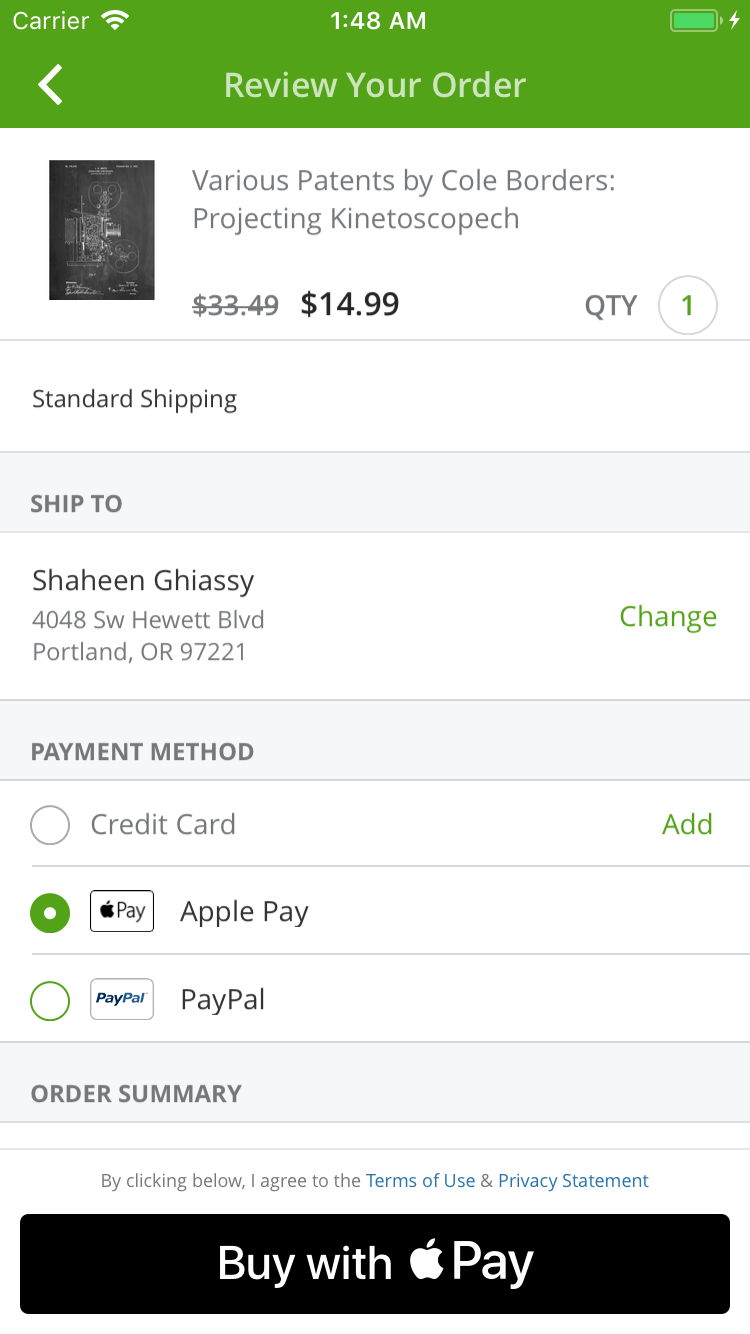 Carrier 1:48 AM
Review Your Order
Various Patents by Cole Borders:
Projecting Kinetoscopech
$33.49 $14.99 QTY 1
Standard Shipping
SHIP TO
Shaheen Ghiassy
4048 Sw Hewett Blvd
Portland, OR 97221
Change
PAYMENT METHOD
Credit Card Add
Pay Apple Pay
PayPal PayPal
ORDER SUMMARY
By clicking below, I agree to the Terms of Use & Privacy Statement
Buy with Pay